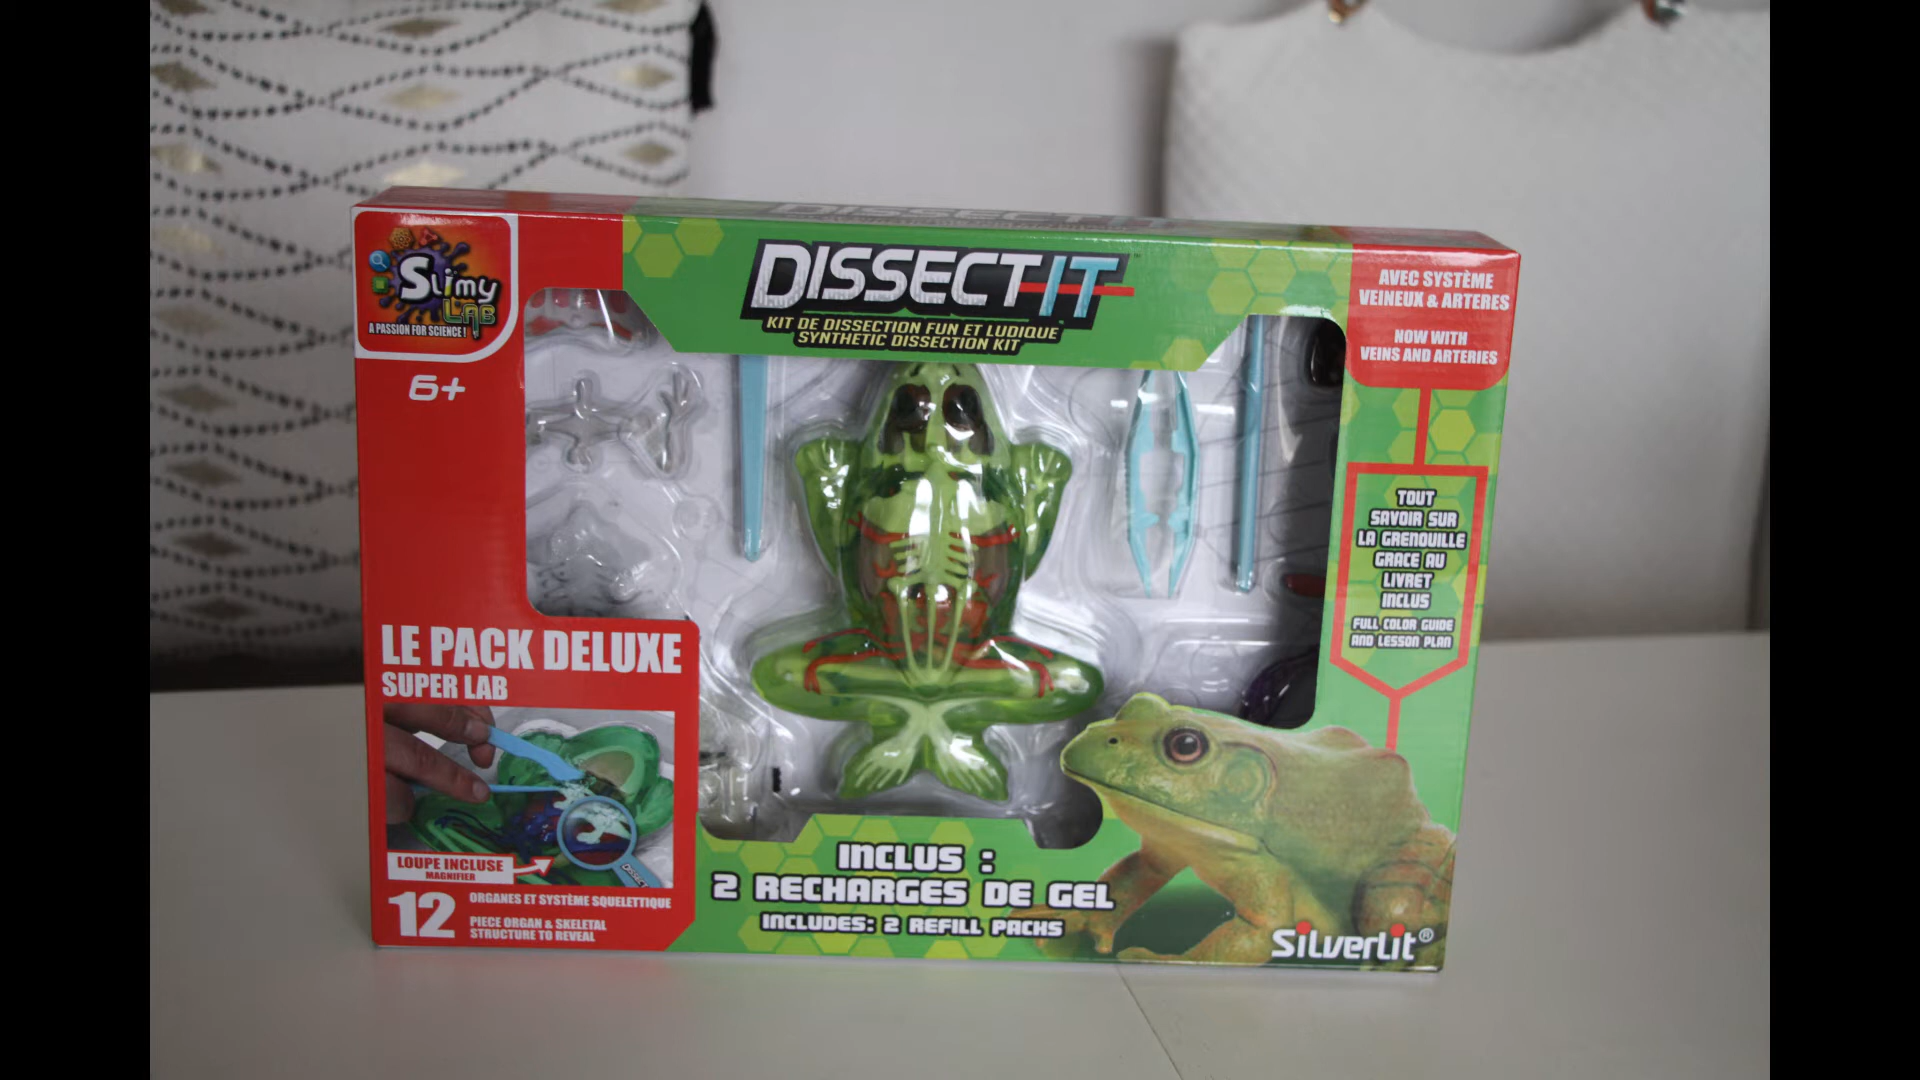 Slimy
LAB
A PASSION FOR SCIENCE !
6+
DISSECT IT
KIT DE DISSECTION FUN ET LUDIQUE
SYNTHETIC DISSECTION KIT
AVEC SYSTÈME
VEINEUX & ARTERES
NOW WITH
VEINS AND ARTERIES
TOUT
SAVOIR SUR
LA GRENOUILLE
GRACE AU
LIVRET
INCLUS
FULL COLOR GUIDE
AND LESSON PLAN
LE PACK DELUXE
SUPER LAB
LOUPE INCLUSE
MAGNIFIER
12
ORGANES ET SYSTÈME SQUELETTIQUE
PIECE ORGAN & SKELETAL
STRUCTURE TO REVEAL
INCLUS :
2 RECHARGES DE GEL
INCLUDES: 2 REFILL PACKS
Silverlit®